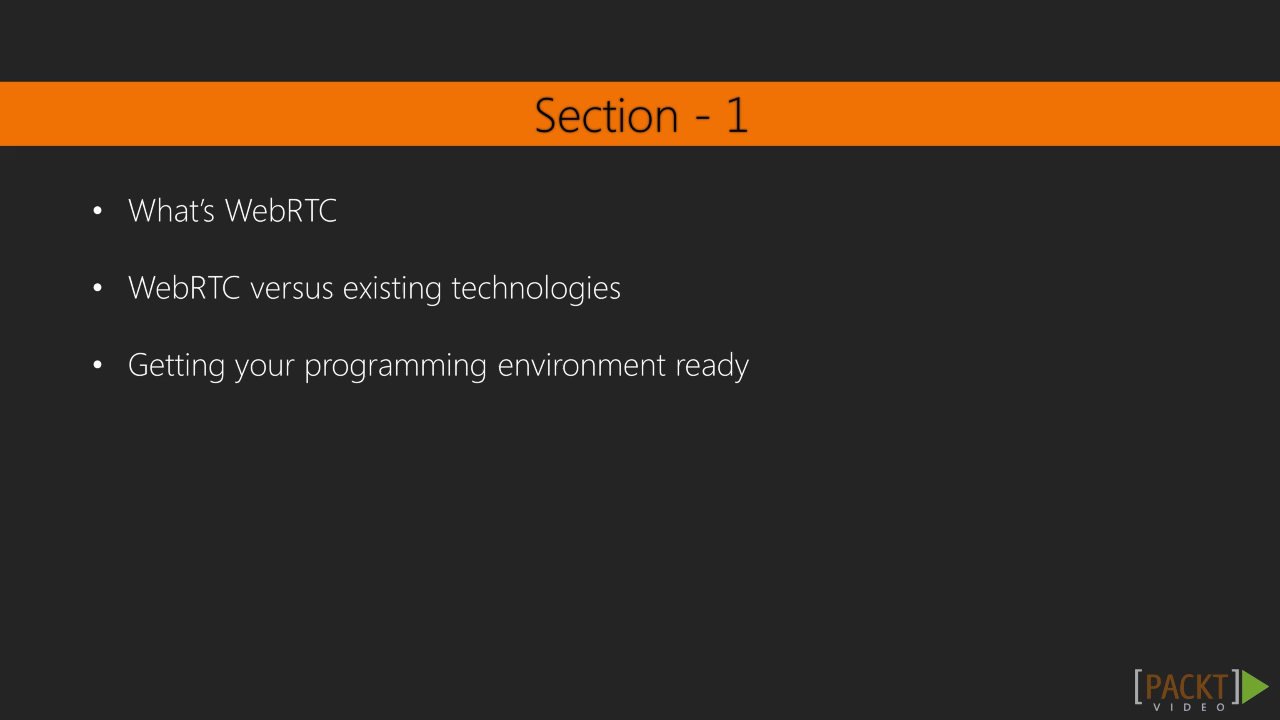 Section - 1
• What's WebRTC
• WebRTC versus existing technologies
• Getting your programming environment ready
[PACKT]
VIDEO